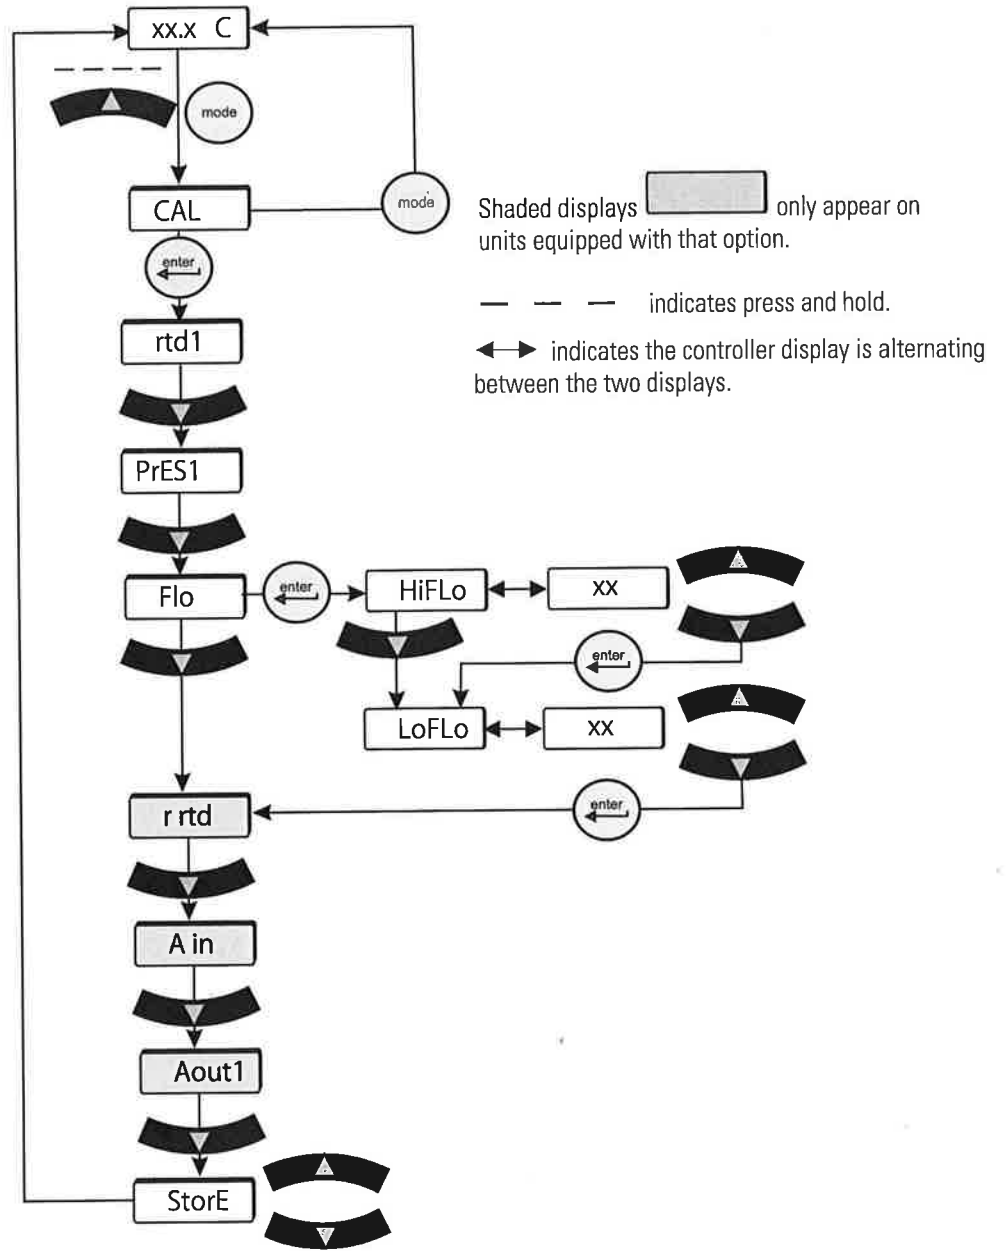 xx.x C
mode
CAL
mode
Shaded displays only appear on
units equipped with that option.
enter
indicates press and hold.
rtd1
indicates the controller display is alternating
between the two displays.
PrES1
Flo
enter
HiFLo
xx
enter
LoFLo
xx
r rtd
enter
A in
Aout1
StorE